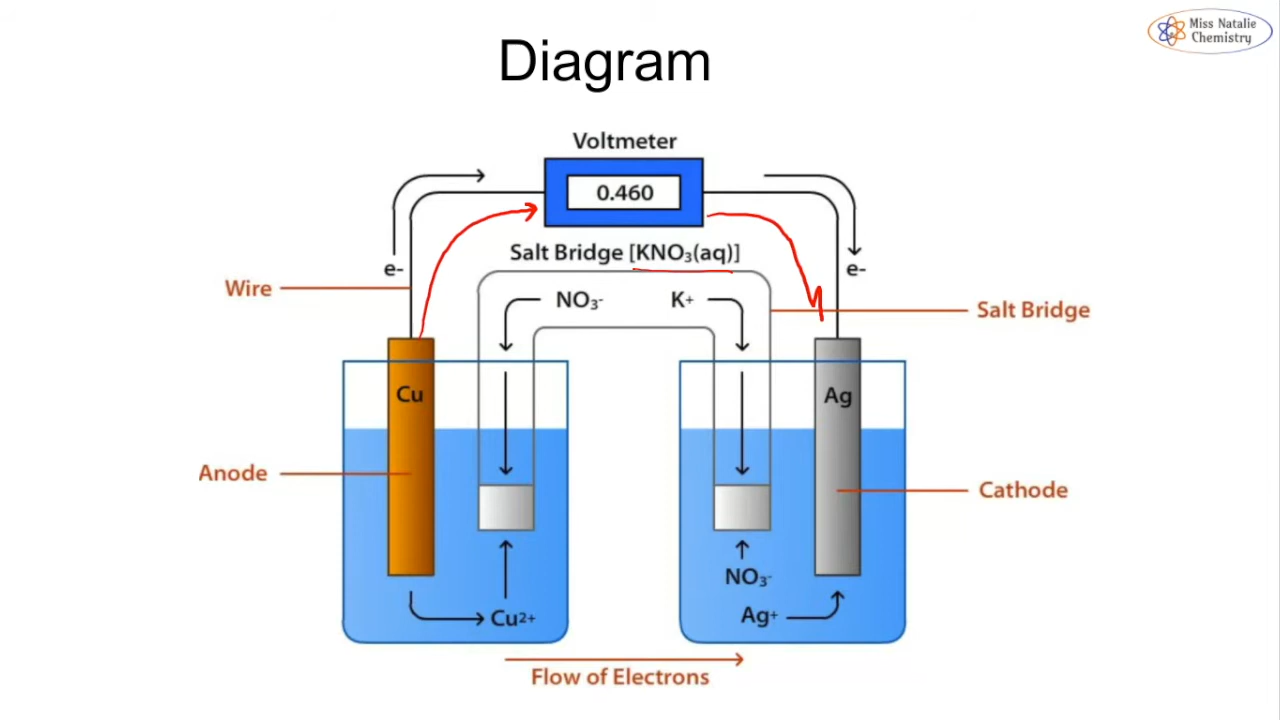 Miss Natalie
Chemistry
Diagram
Voltmeter
0.460
Salt Bridge [KNO₃(aq)]
e-
e-
Wire
NO₃-
K+
Salt Bridge
Cu
Ag
Anode
Cathode
NO₃-
Cu2+
Ag+
Flow of Electrons